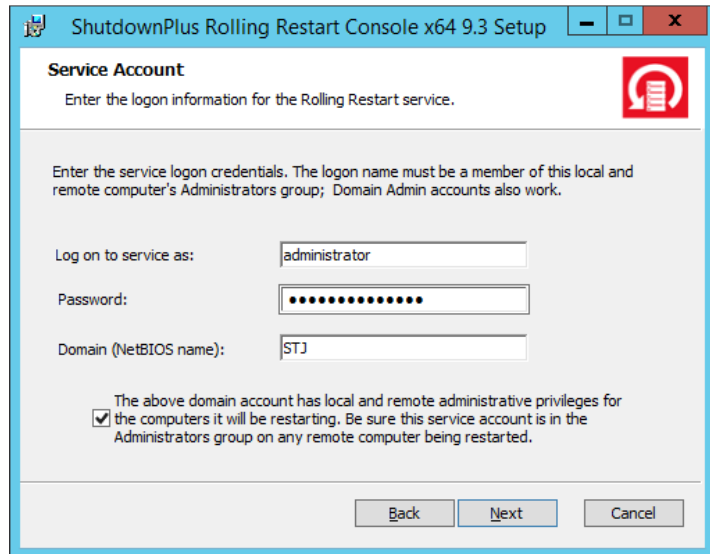 ShutdownPlus Rolling Restart Console x64 9.3 Setup
Service Account
Enter the logon information for the Rolling Restart service.
Enter the service logon credentials. The logon name must be a member of this local and
remote computer's Administrators group;  Domain Admin accounts also work.
Log on to service as: administrator
Password: ●●●●●●●●●●●●●●
Domain (NetBIOS name): STJ
The above domain account has local and remote administrative privileges for
the computers it will be restarting. Be sure this service account is in the
Administrators group on any remote computer being restarted.
Back Next Cancel